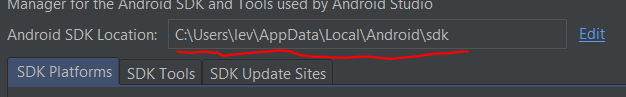 Manager for the Android SDK and Tools used by Android Studio
Android SDK Location: C:\Users\lev\AppData\Local\Android\sdk Edit
SDK Platforms SDK Tools SDK Update Sites